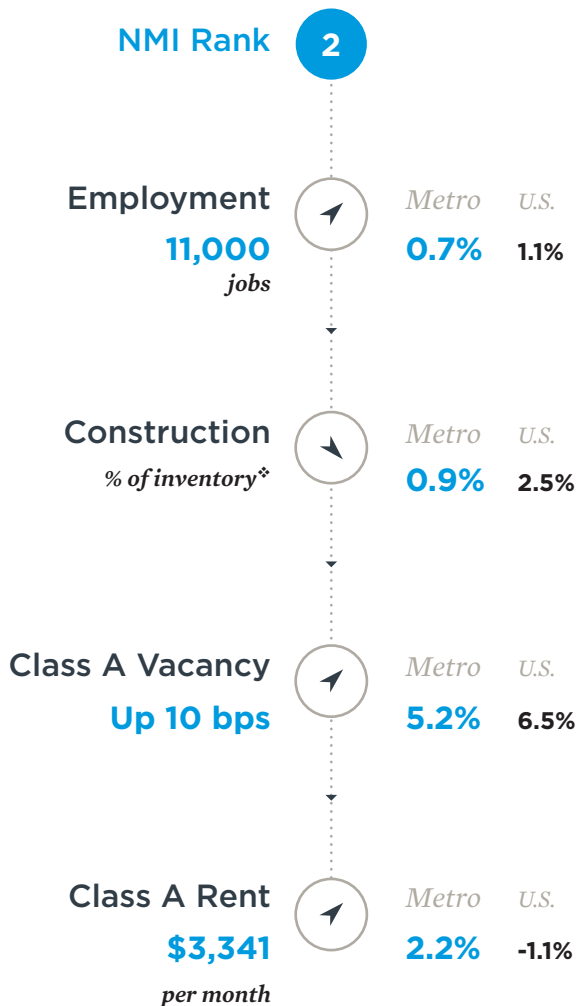 NMI Rank 2
Employment Metro U.S.
11,000 0.7% 1.1%
jobs
Construction Metro U.S.
% of inventory❖ 0.9% 2.5%
Class A Vacancy Metro U.S.
Up 10 bps 5.2% 6.5%
Class A Rent Metro U.S.
$3,341 2.2% -1.1%
per month